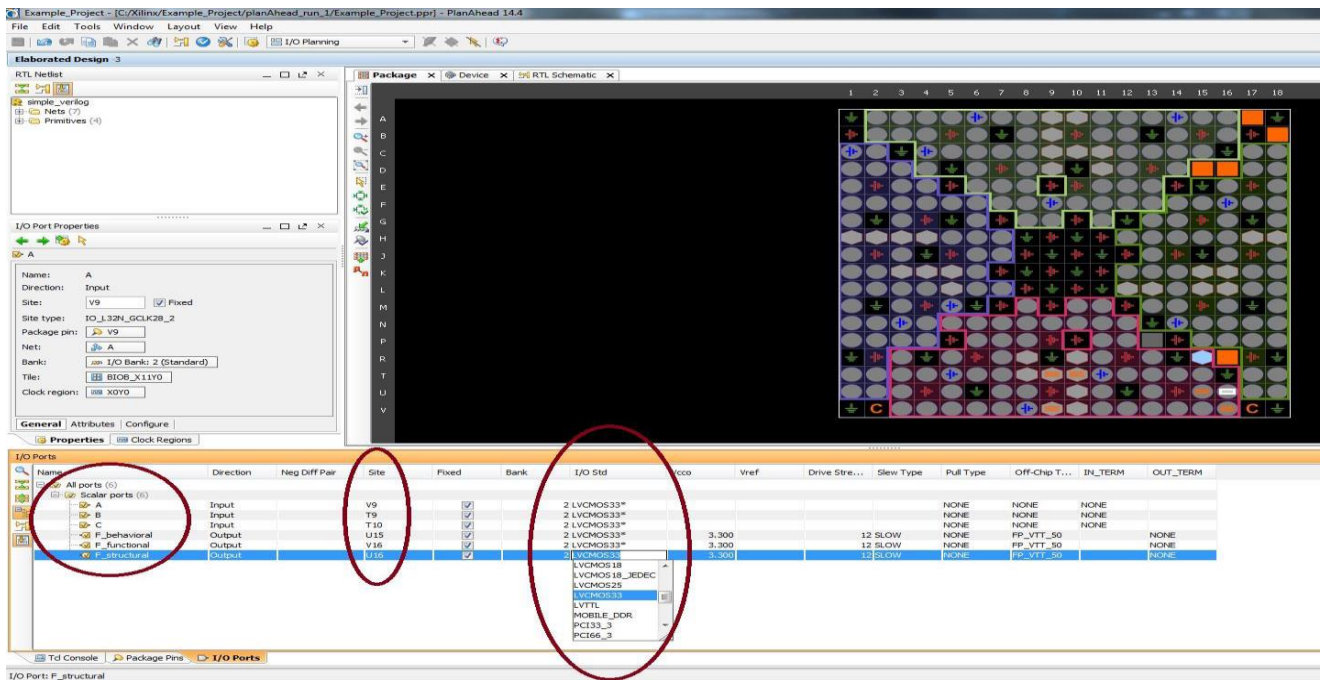 Example_Project - [C:/Xilinx/Example_Project/planAhead_run_1/Example_Project.ppr] - PlanAhead 14.4
File Edit Tools Window Layout View Help
I/O Planning
Elaborated Design 3
RTL Netlist
simple_verilog
Nets (7)
Primitives (4)
Package Device RTL Schematic
1 2 3 4 5 6 7 8 9 10 11 12 13 14 15 16 17 18
A
B
C
D
E
F
G
H
J
K
L
M
N
P
R
T
U
V
C C
I/O Port Properties
A
Name: A
Direction: Input
Site: V9 Fixed
Site type: IO_L32N_GCLK28_2
Package pin: V9
Net: A
Bank: I/O Bank: 2 (Standard)
Tile: BIOB_X11Y0
Clock region: X0Y0
General Attributes Configure
Properties Clock Regions
I/O Ports
Name Direction Neg Diff Pair Site Fixed Bank I/O Std Vcco Vref Drive Stre... Slew Type Pull Type Off-Chip T... IN_TERM OUT_TERM
All ports (6)
Scalar ports (6)
A Input V9 2 LVCMOS33* NONE NONE NONE
B Input T9 2 LVCMOS33* NONE NONE NONE
C Input T10 2 LVCMOS33* NONE NONE NONE
F_behavioral Output U15 2 LVCMOS33* 3.300 12 SLOW NONE FP_VTT_50 NONE
F_functional Output V16 2 LVCMOS33* 3.300 12 SLOW NONE FP_VTT_50 NONE
F_structural Output U16 2 LVCMOS33 3.300 12 SLOW NONE FP_VTT_50 NONE
LVCMOS18
LVCMOS18_JEDEC
LVCMOS25
LVCMOS33
LVTTL
MOBILE_DDR
PCI33_3
PCI66_3
Tcl Console Package Pins I/O Ports
I/O Port: F_structural